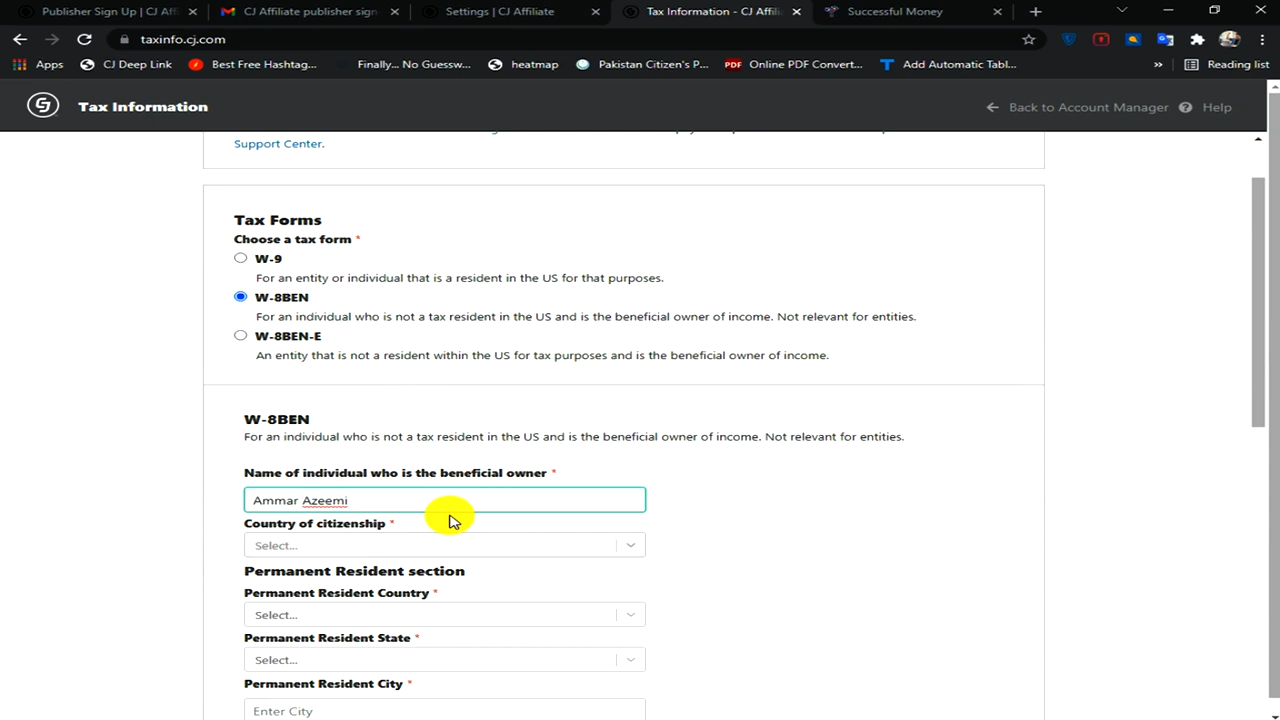 Publisher Sign Up | CJ Affi
CJ Affiliate publisher sign
Settings | CJ Affiliate
Tax Information - CJ Affili
Successful Money
taxinfo.cj.com
Apps
CJ Deep Link
Best Free Hashtag...
Finally... No Guessw...
heatmap
Pakistan Citizen's P...
PDF
Online PDF Convert...
Add Automatic Tabl...
»
Reading list
Tax Information
Back to Account Manager
Help
Support Center.
Tax Forms
Choose a tax form *
W-9
For an entity or individual that is a resident in the US for that purposes.
W-8BEN
For an individual who is not a tax resident in the US and is the beneficial owner of income. Not relevant for entities.
W-8BEN-E
An entity that is not a resident within the US for tax purposes and is the beneficial owner of income.
W-8BEN
For an individual who is not a tax resident in the US and is the beneficial owner of income. Not relevant for entities.
Name of individual who is the beneficial owner *
Ammar Azeemi
Country of citizenship *
Select...
Permanent Resident section
Permanent Resident Country *
Select...
Permanent Resident State *
Select...
Permanent Resident City *
Enter City